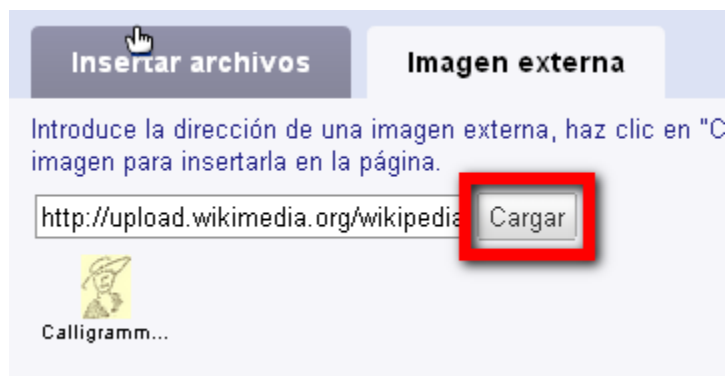 Insertar archivos Imagen externa
Introduce la dirección de una imagen externa, haz clic en "C
imagen para insertarla en la página.
http://upload.wikimedia.org/wikipedia Cargar
Calligramm...